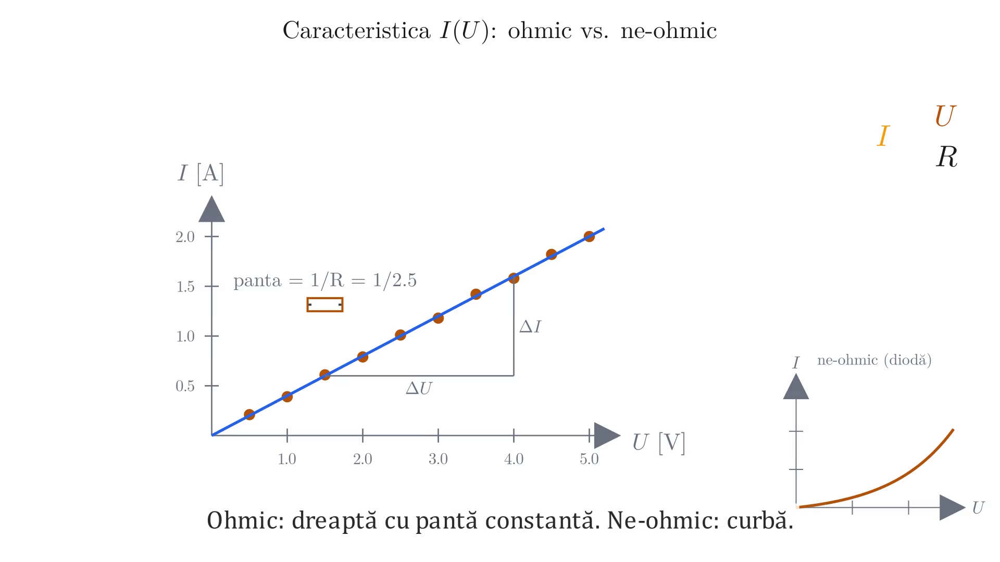 Caracteristica I(U): ohmic vs. ne-ohmic
U
I
R
I [A]
2.0
panta = 1/R = 1/2.5
1.5
ΔI
1.0
I ne-ohmic (diodă)
0.5
ΔU
U [V]
1.0 2.0 3.0 4.0 5.0
U
Ohmic: dreaptă cu pantă constantă. Ne-ohmic: curbă.